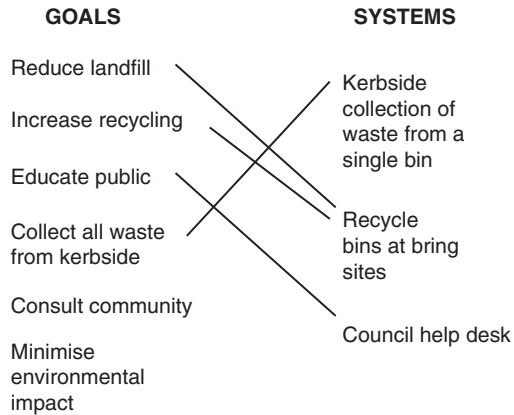 GOALS
Reduce landfill
Increase recycling
Educate public
Collect all waste
from kerbside
Consult community
Minimise
environmental
impact
SYSTEMS
Kerbside
collection of
waste from a
single bin
Recycle
bins at bring
sites
Council help desk